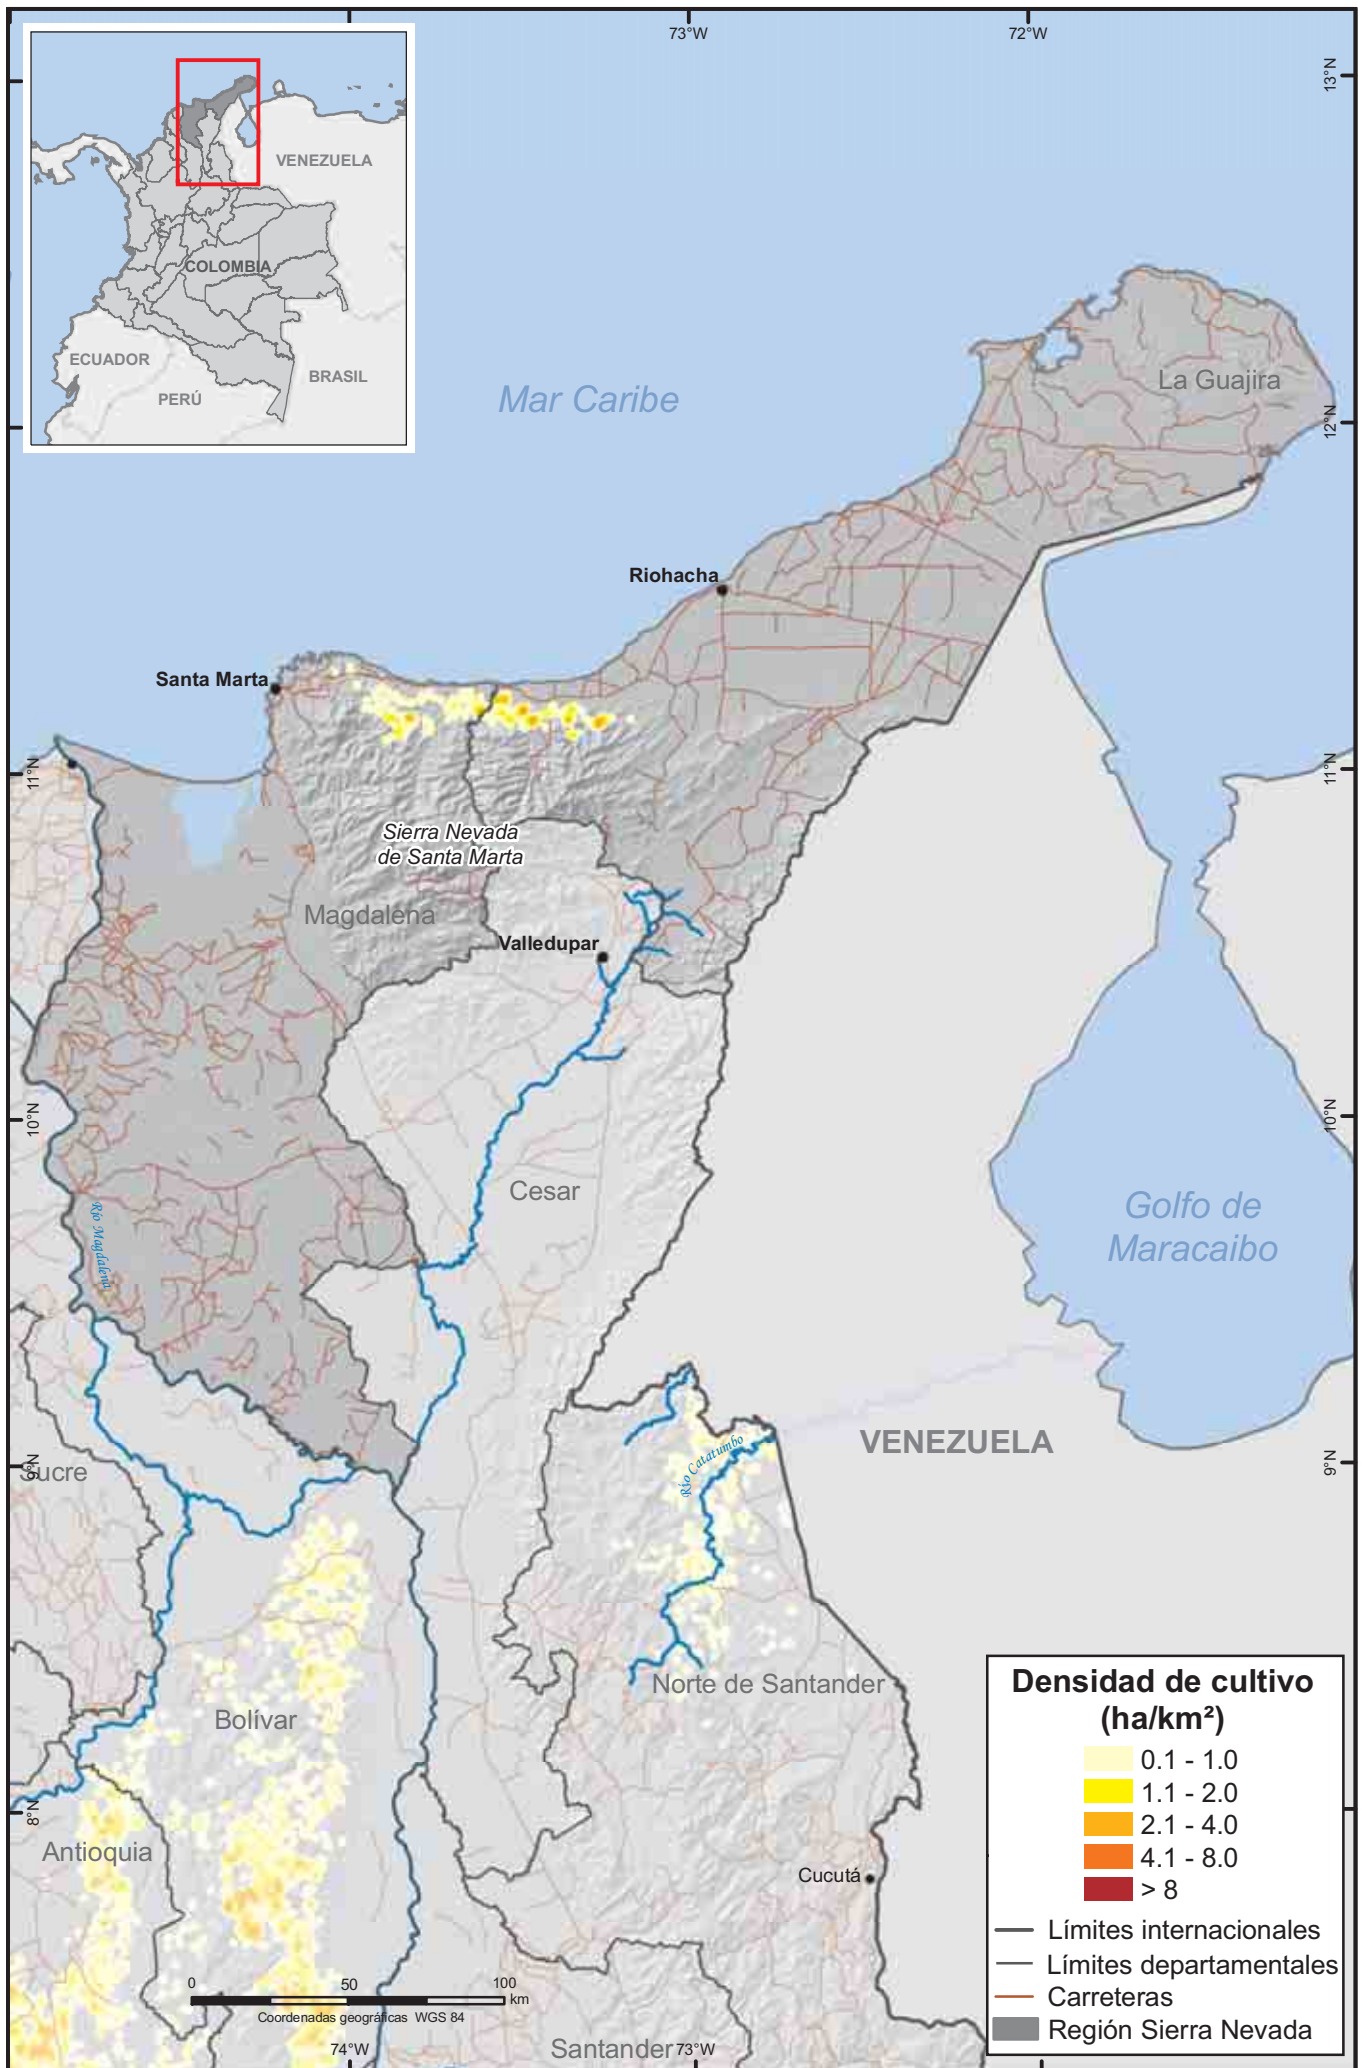 73°W
72°W
13°N
VENEZUELA
COLOMBIA
ECUADOR
PERÚ
BRASIL
Mar Caribe
La Guajira
12°N
Riohacha
Santa Marta
11°N
11°N
Sierra Nevada
de Santa Marta
Magdalena
Valledupar
10°N
10°N
Cesar
Río Magdalena
Golfo de
Maracaibo
VENEZUELA
Río Catatumbo
9°N
9°N
Sucre
Norte de Santander
Bolívar
8°N
Antioquia
Cucutá
Densidad de cultivo
(ha/km²)
0.1 - 1.0
1.1 - 2.0
2.1 - 4.0
4.1 - 8.0
> 8
Límites internacionales
Límites departamentales
Carreteras
Región Sierra Nevada
0 50 100
km
Coordenadas geográficas WGS 84
74°W
Santander
73°W